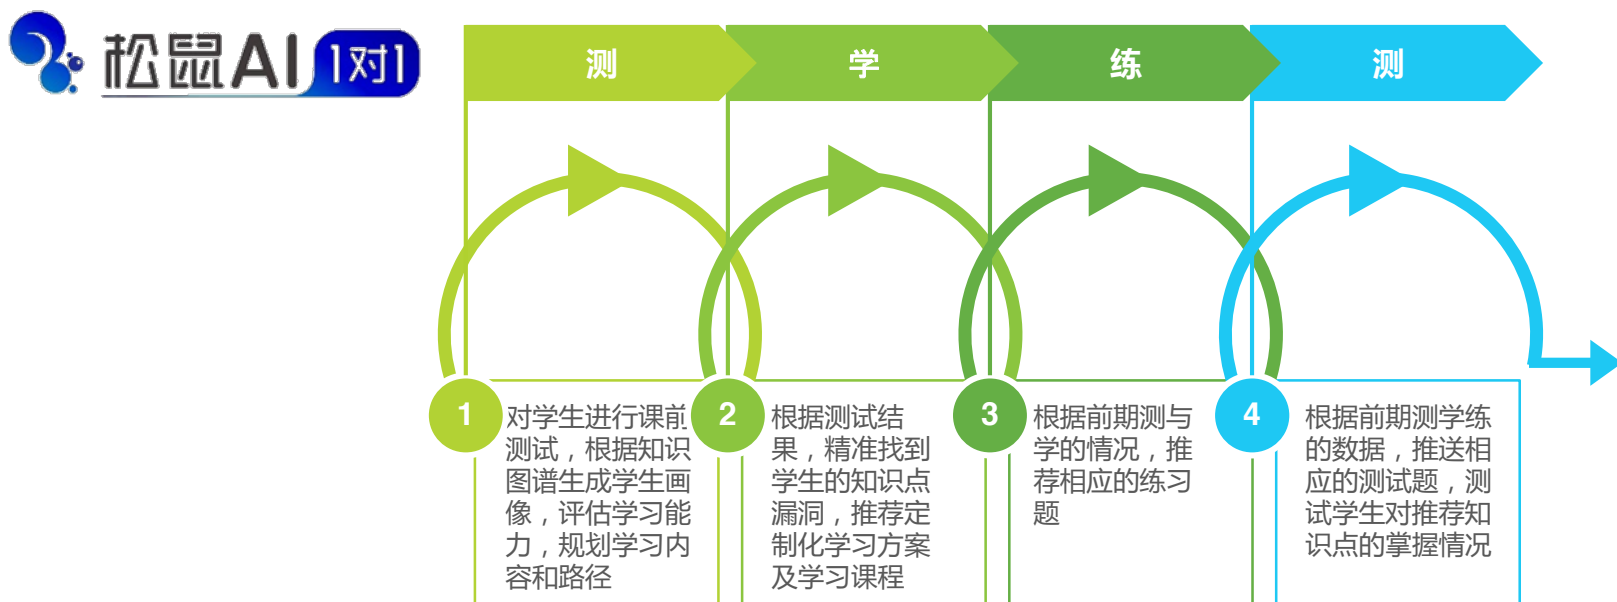 松鼠AI 1对1
测
学
练
测
1
对学生进行课前
测试，根据知识
图谱生成学生画
像，评估学习能
力，规划学习内
容和路径
2
根据测试结
果，精准找到
学生的知识点
漏洞，推荐定
制化学习方案
及学习课程
3
根据前期测与
学的情况，推
荐相应的练习
题
4
根据前期测学练
的数据，推送相
应的测试题，测
试学生对推荐知
识点的掌握情况